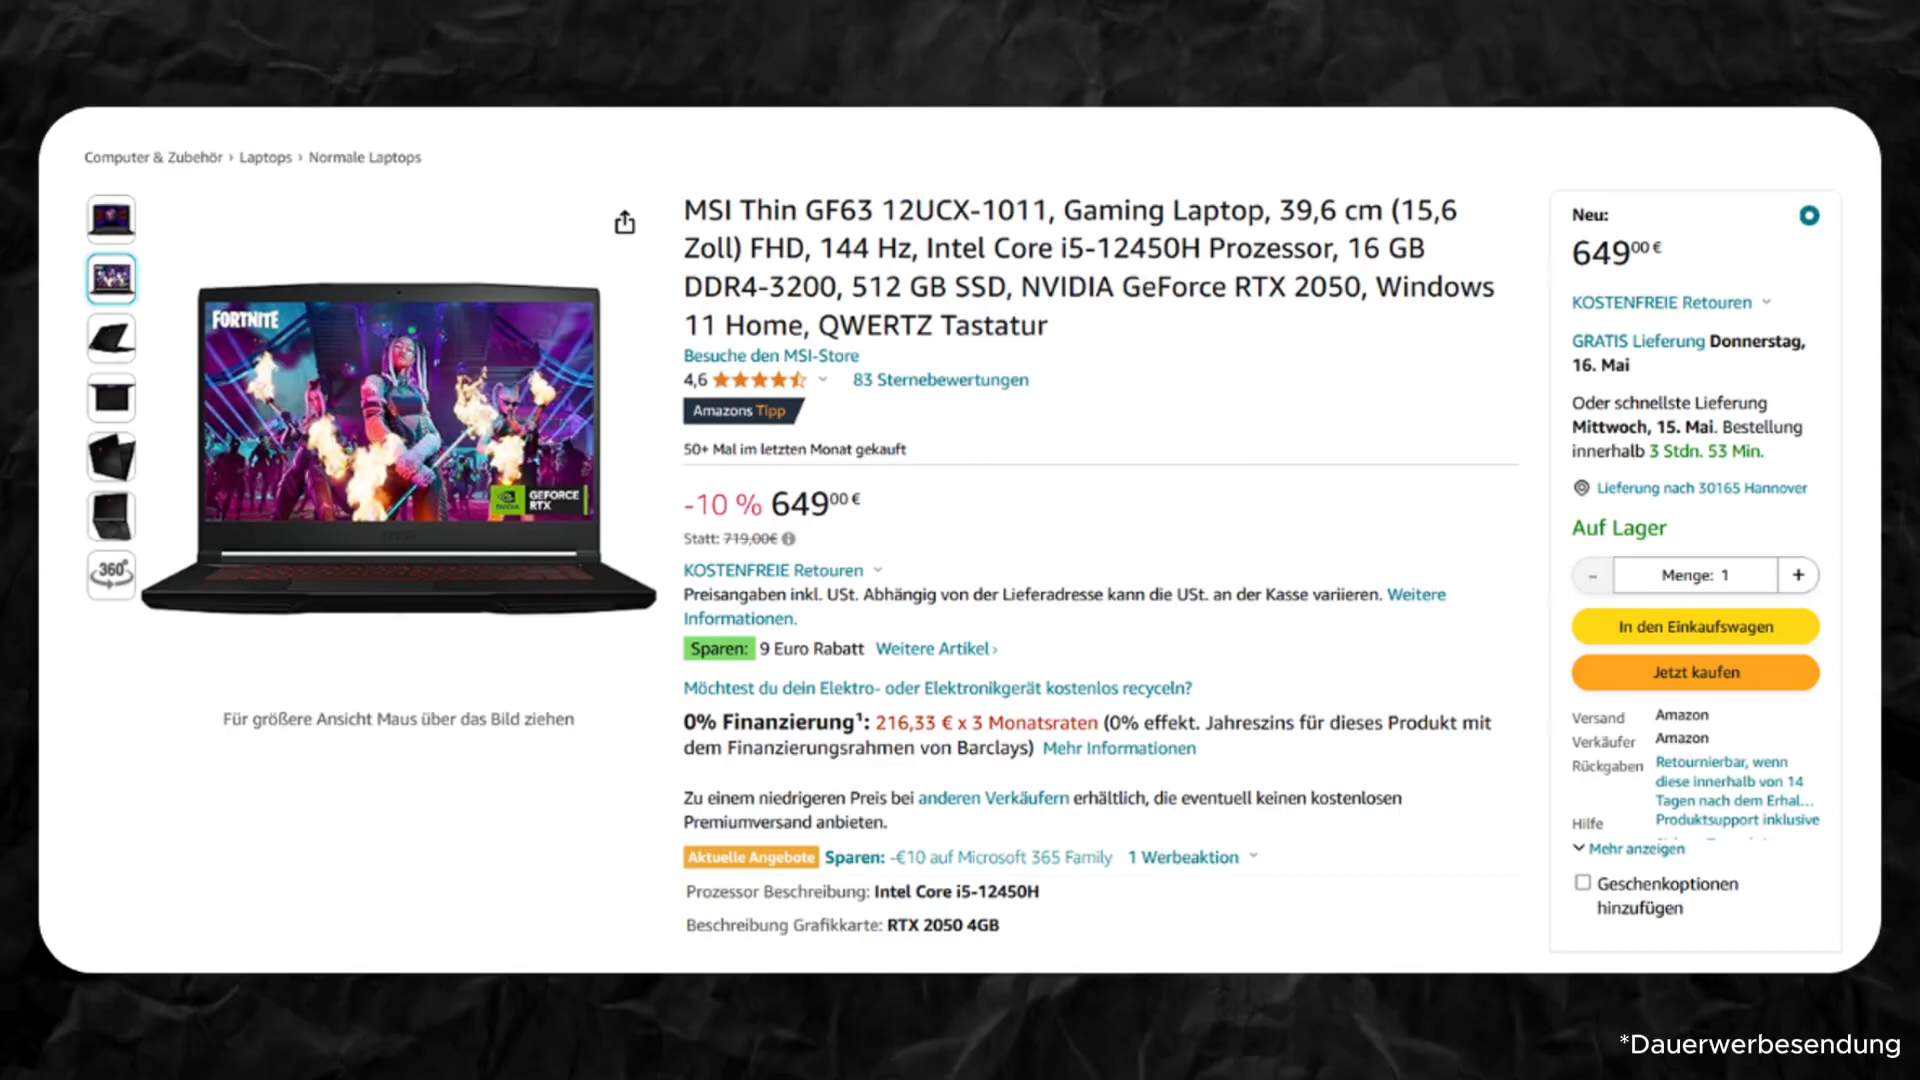 Computer & Zubehör › Laptops › Normale Laptops
FORTNITE
NVIDIA
GEFORCE
RTX
360°
Für größere Ansicht Maus über das Bild ziehen
MSI Thin GF63 12UCX-1011, Gaming Laptop, 39,6 cm (15,6
Zoll) FHD, 144 Hz, Intel Core i5-12450H Prozessor, 16 GB
DDR4-3200, 512 GB SSD, NVIDIA GeForce RTX 2050, Windows
11 Home, QWERTZ Tastatur
Besuche den MSI-Store
4,6 83 Sternebewertungen
Amazons Tipp
50+ Mal im letzten Monat gekauft
-10 % 649⁰⁰ €
Statt: 719,00€
KOSTENFREIE Retouren
Preisangaben inkl. USt. Abhängig von der Lieferadresse kann die USt. an der Kasse variieren. Weitere
Informationen.
Sparen: 9 Euro Rabatt Weitere Artikel ›
Möchtest du dein Elektro- oder Elektronikgerät kostenlos recyceln?
0% Finanzierung¹: 216,33 € x 3 Monatsraten (0% effekt. Jahreszins für dieses Produkt mit
dem Finanzierungsrahmen von Barclays) Mehr Informationen
Zu einem niedrigeren Preis bei anderen Verkäufern erhältlich, die eventuell keinen kostenlosen
Premiumversand anbieten.
Aktuelle Angebote Sparen: -€10 auf Microsoft 365 Family 1 Werbeaktion
Prozessor Beschreibung: Intel Core i5-12450H
Beschreibung Grafikkarte: RTX 2050 4GB
Neu:
649⁰⁰ €
KOSTENFREIE Retouren
GRATIS Lieferung Donnerstag,
16. Mai
Oder schnellste Lieferung
Mittwoch, 15. Mai. Bestellung
innerhalb 3 Stdn. 53 Min.
Lieferung nach 30165 Hannover
Auf Lager
- Menge: 1 +
In den Einkaufswagen
Jetzt kaufen
Versand Amazon
Verkäufer Amazon
Rückgaben Retournierbar, wenn
diese innerhalb von 14
Tagen nach dem Erhal...
Hilfe Produktsupport inklusive
Mehr anzeigen
Geschenkoptionen
hinzufügen
*Dauerwerbesendung